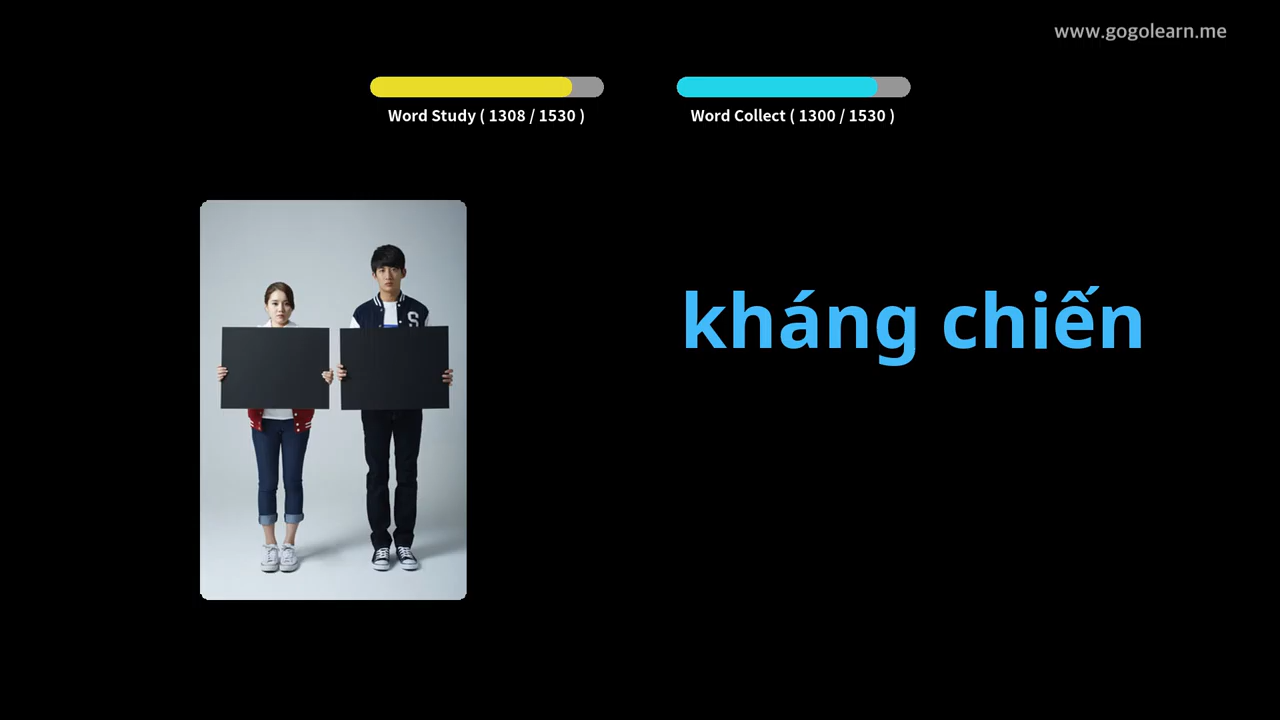 www.gogolearn.me
Word Study ( 1308 / 1530 )
Word Collect ( 1300 / 1530 )
S
kháng chiến